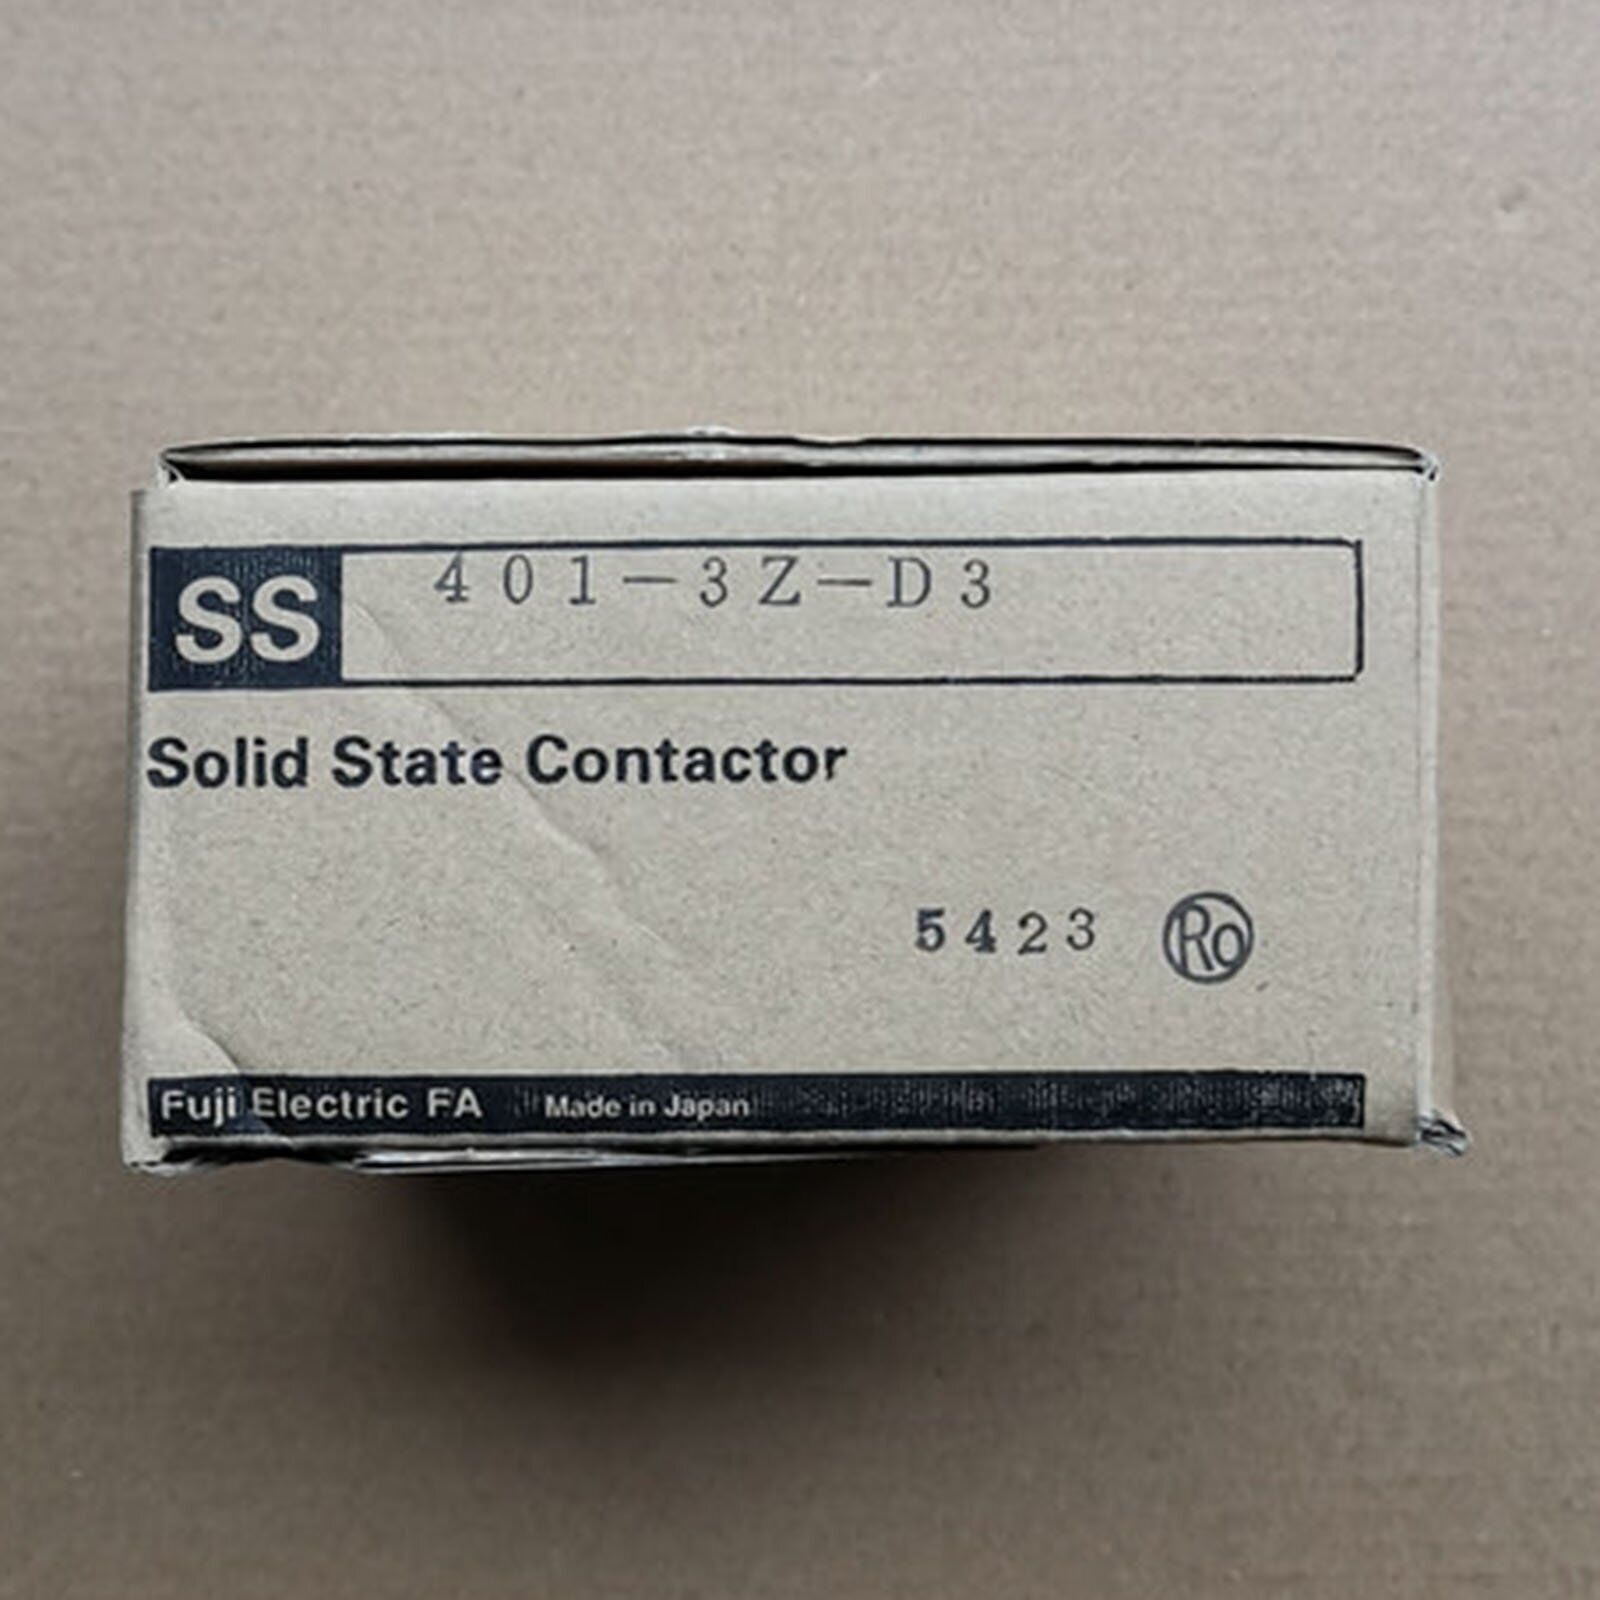 SS 401-3Z-D3
Solid State Contactor
5423 Ro
Fuji Electric FA Made in Japan